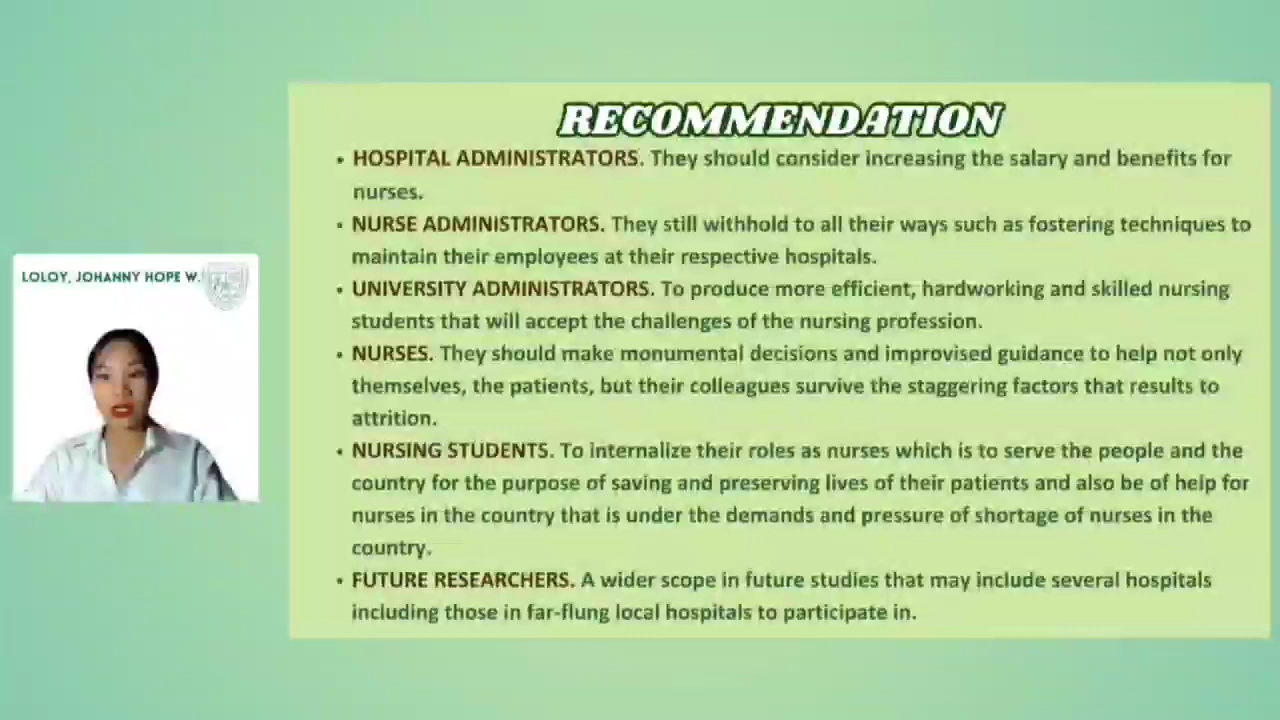 RECOMMENDATION
• HOSPITAL ADMINISTRATORS. They should consider increasing the salary and benefits for
nurses.
• NURSE ADMINISTRATORS. They still withhold to all their ways such as fostering techniques to
maintain their employees at their respective hospitals.
• UNIVERSITY ADMINISTRATORS. To produce more efficient, hardworking and skilled nursing
students that will accept the challenges of the nursing profession.
• NURSES. They should make monumental decisions and improvised guidance to help not only
themselves, the patients, but their colleagues survive the staggering factors that results to
attrition.
• NURSING STUDENTS. To internalize their roles as nurses which is to serve the people and the
country for the purpose of saving and preserving lives of their patients and also be of help for
nurses in the country that is under the demands and pressure of shortage of nurses in the
country.
• FUTURE RESEARCHERS. A wider scope in future studies that may include several hospitals
including those in far-flung local hospitals to participate in.
LOLOY, JOHANNY HOPE W.